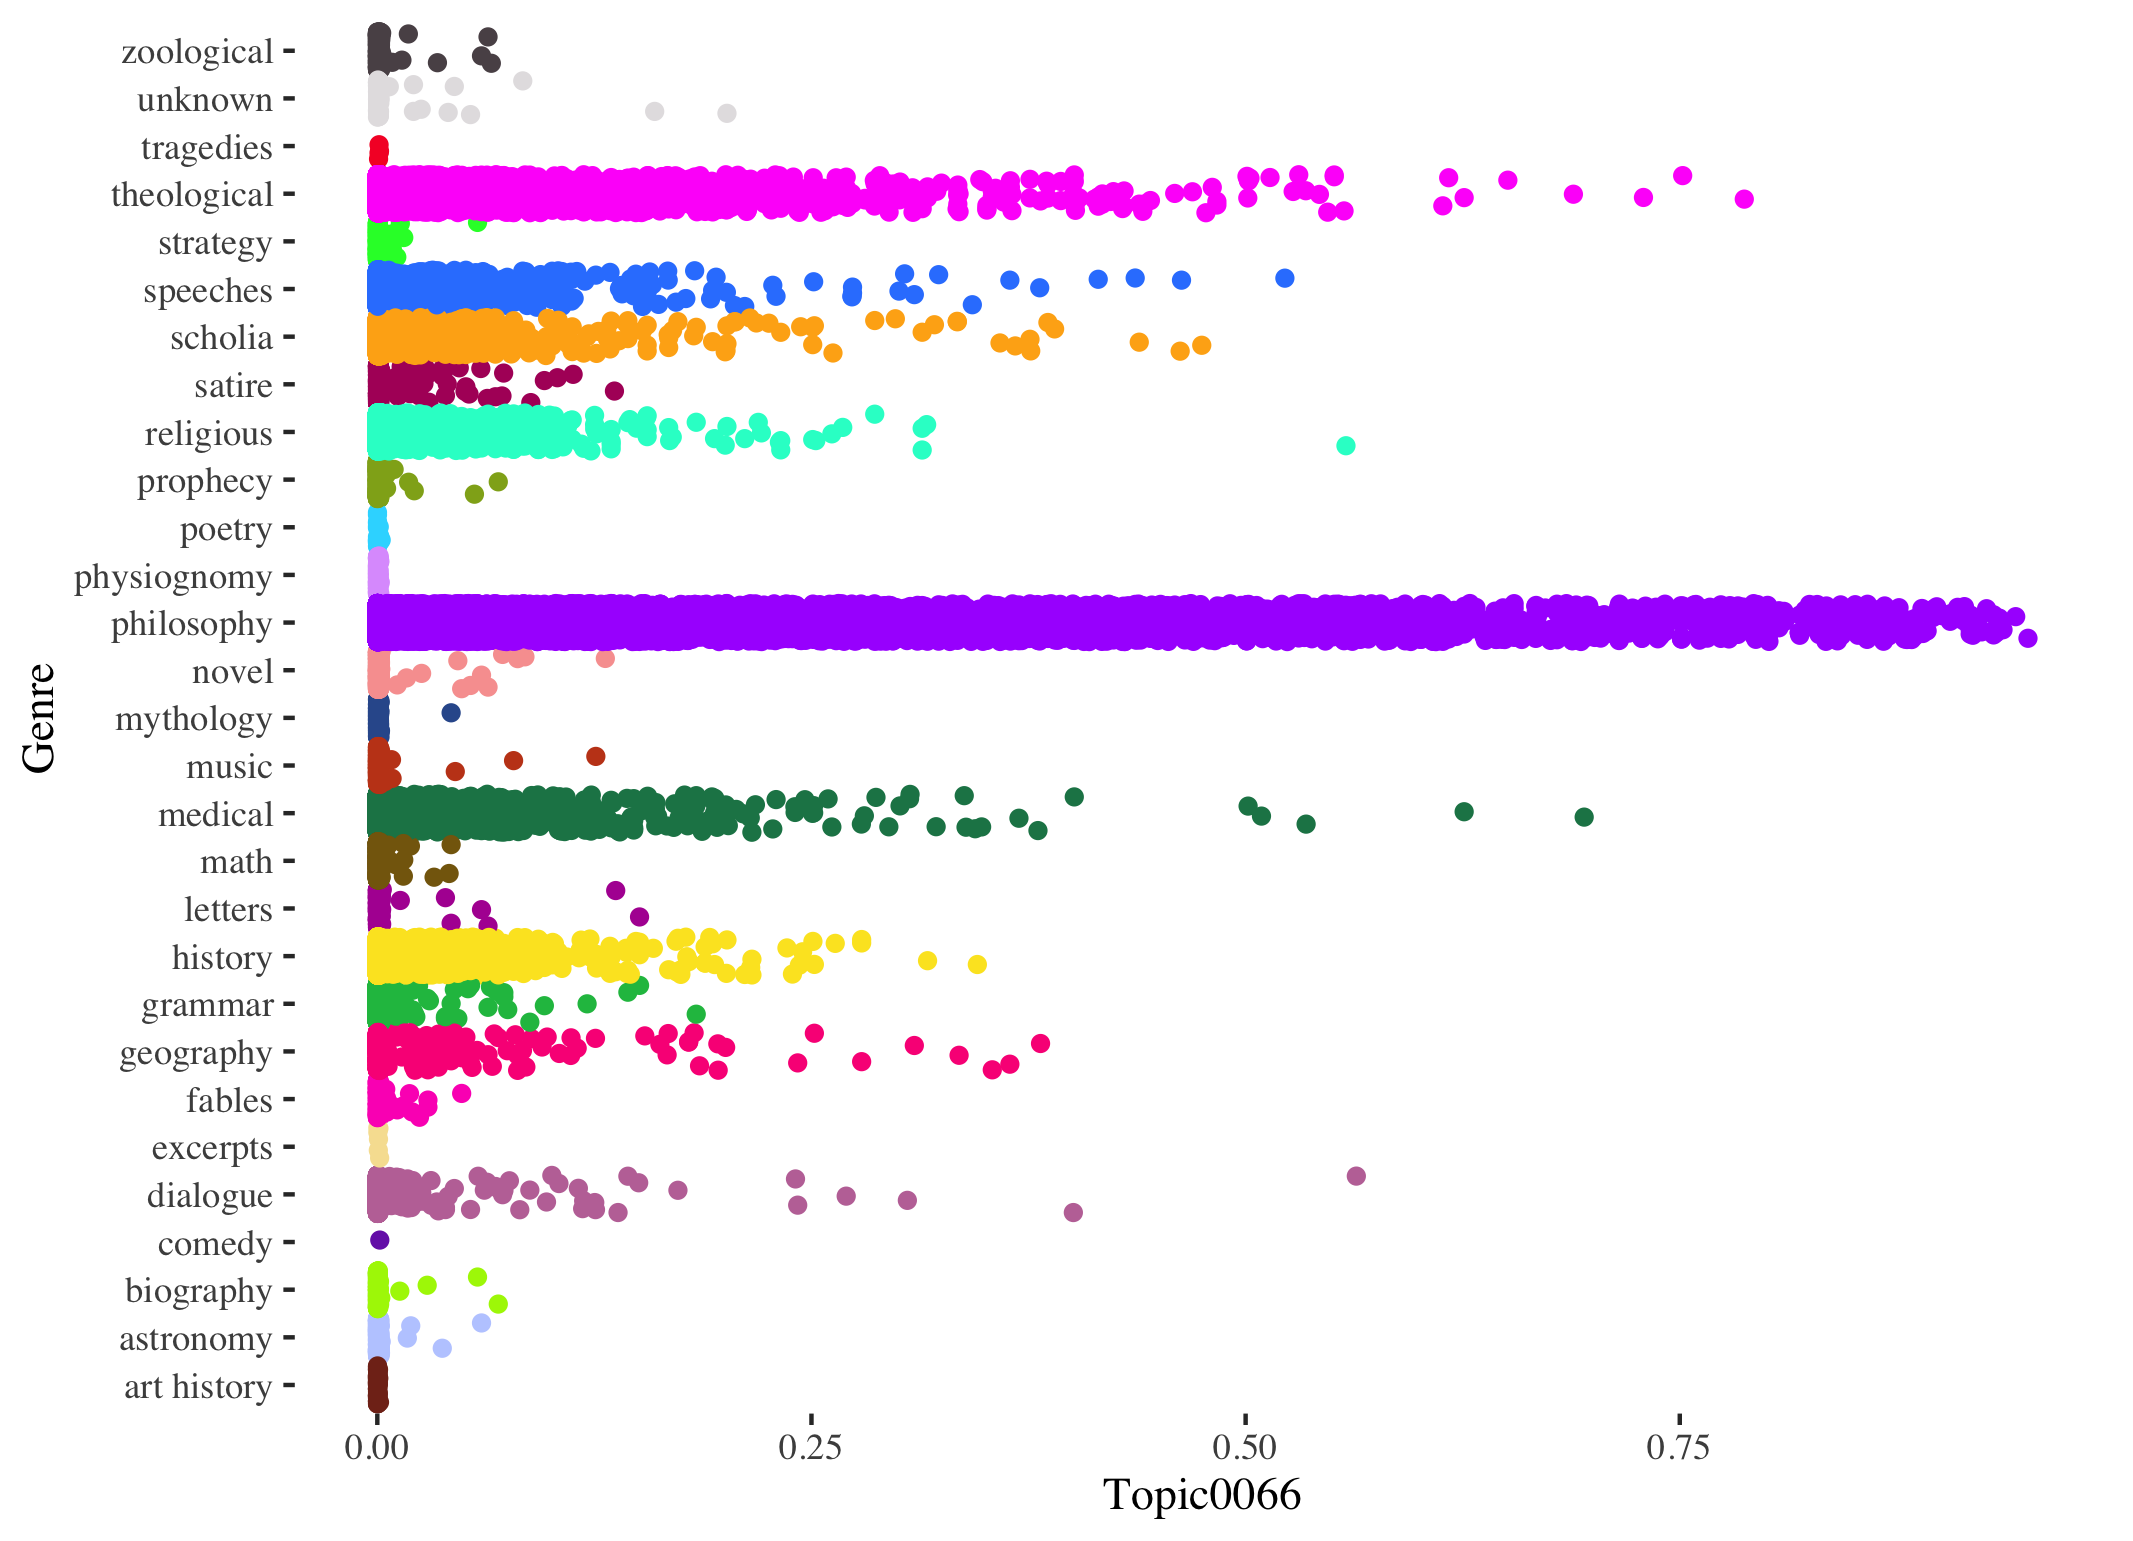 Genre
zoological
unknown
tragedies
theological
strategy
speeches
scholia
satire
religious
prophecy
poetry
physiognomy
philosophy
novel
mythology
music
medical
math
letters
history
grammar
geography
fables
excerpts
dialogue
comedy
biography
astronomy
art history
0.00 0.25 0.50 0.75
Topic0066